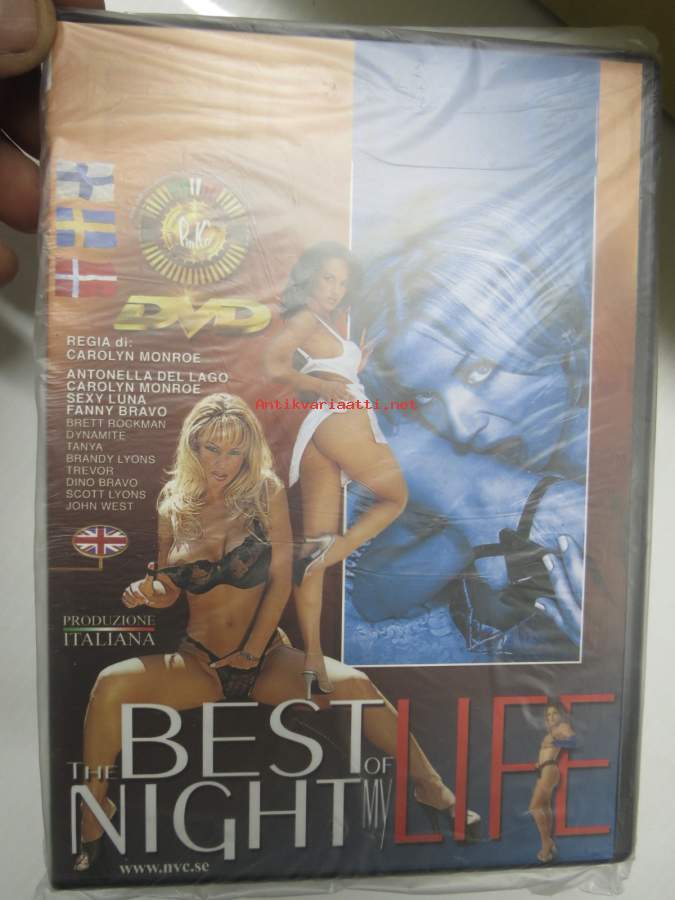 DVD
REGIA di:
CAROLYN MONROE
ANTONELLA DEL LAGO
CAROLYN MONROE
SEXY LUNA
FANNY BRAVO
BRETT ROCKMAN
DYNAMITE
TANYA
BRANDY LYONS
TREVOR
DINO BRAVO
SCOTT LYONS
JOHN WEST
Antikvariaatti.net
PRODUZIONE
ITALIANA
THE BEST OF
NIGHT MY LIFE
www.nvc.se